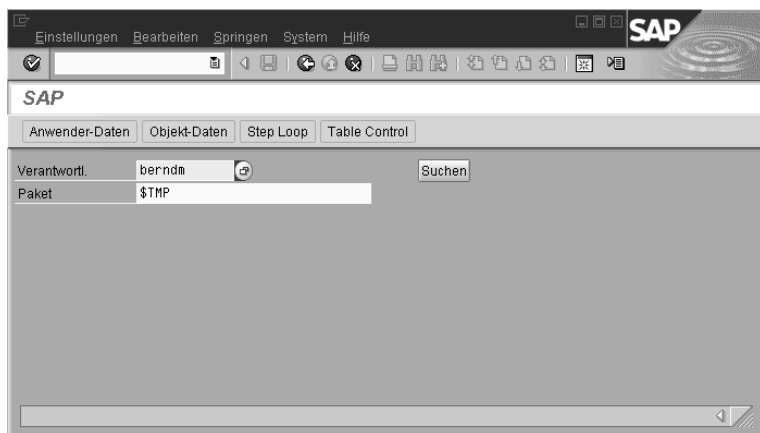 Einstellungen Bearbeiten Springen System Hilfe
SAP
SAP
Anwender-Daten Objekt-Daten Step Loop Table Control
Verantwortl. berndm Suchen
Paket $TMP